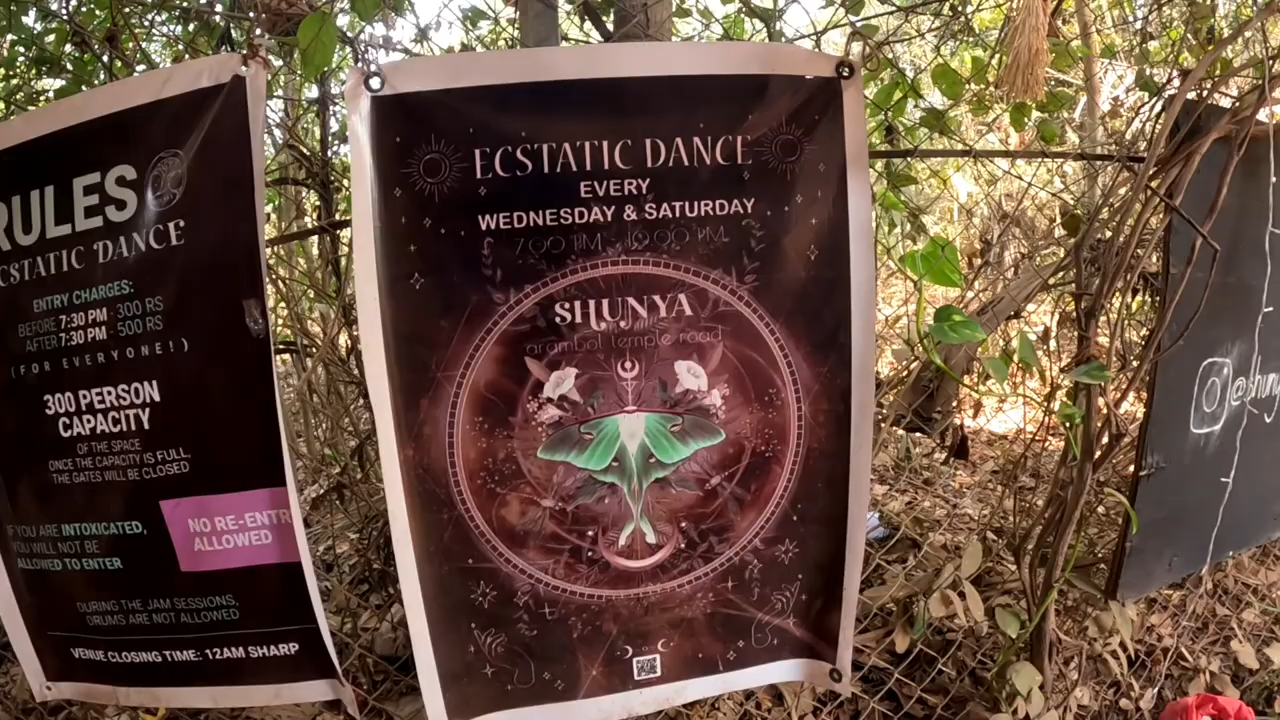 RULES
ECSTATIC DANCE
ENTRY CHARGES:
BEFORE 7:30 PM - 300 RS
AFTER 7:30 PM - 500 RS
(FOR EVERYONE!)
300 PERSON
CAPACITY
OF THE SPACE
ONCE THE CAPACITY IS FULL,
THE GATES WILL BE CLOSED
IF YOU ARE INTOXICATED,
YOU WILL NOT BE
ALLOWED TO ENTER
NO RE-ENTR
ALLOWED
DURING THE JAM SESSIONS,
DRUMS ARE NOT ALLOWED
VENUE CLOSING TIME: 12AM SHARP
ECSTATIC DANCE
EVERY
WEDNESDAY & SATURDAY
7:00 PM - 10:00 PM
SHUNYA
arambol temple road
@shuny